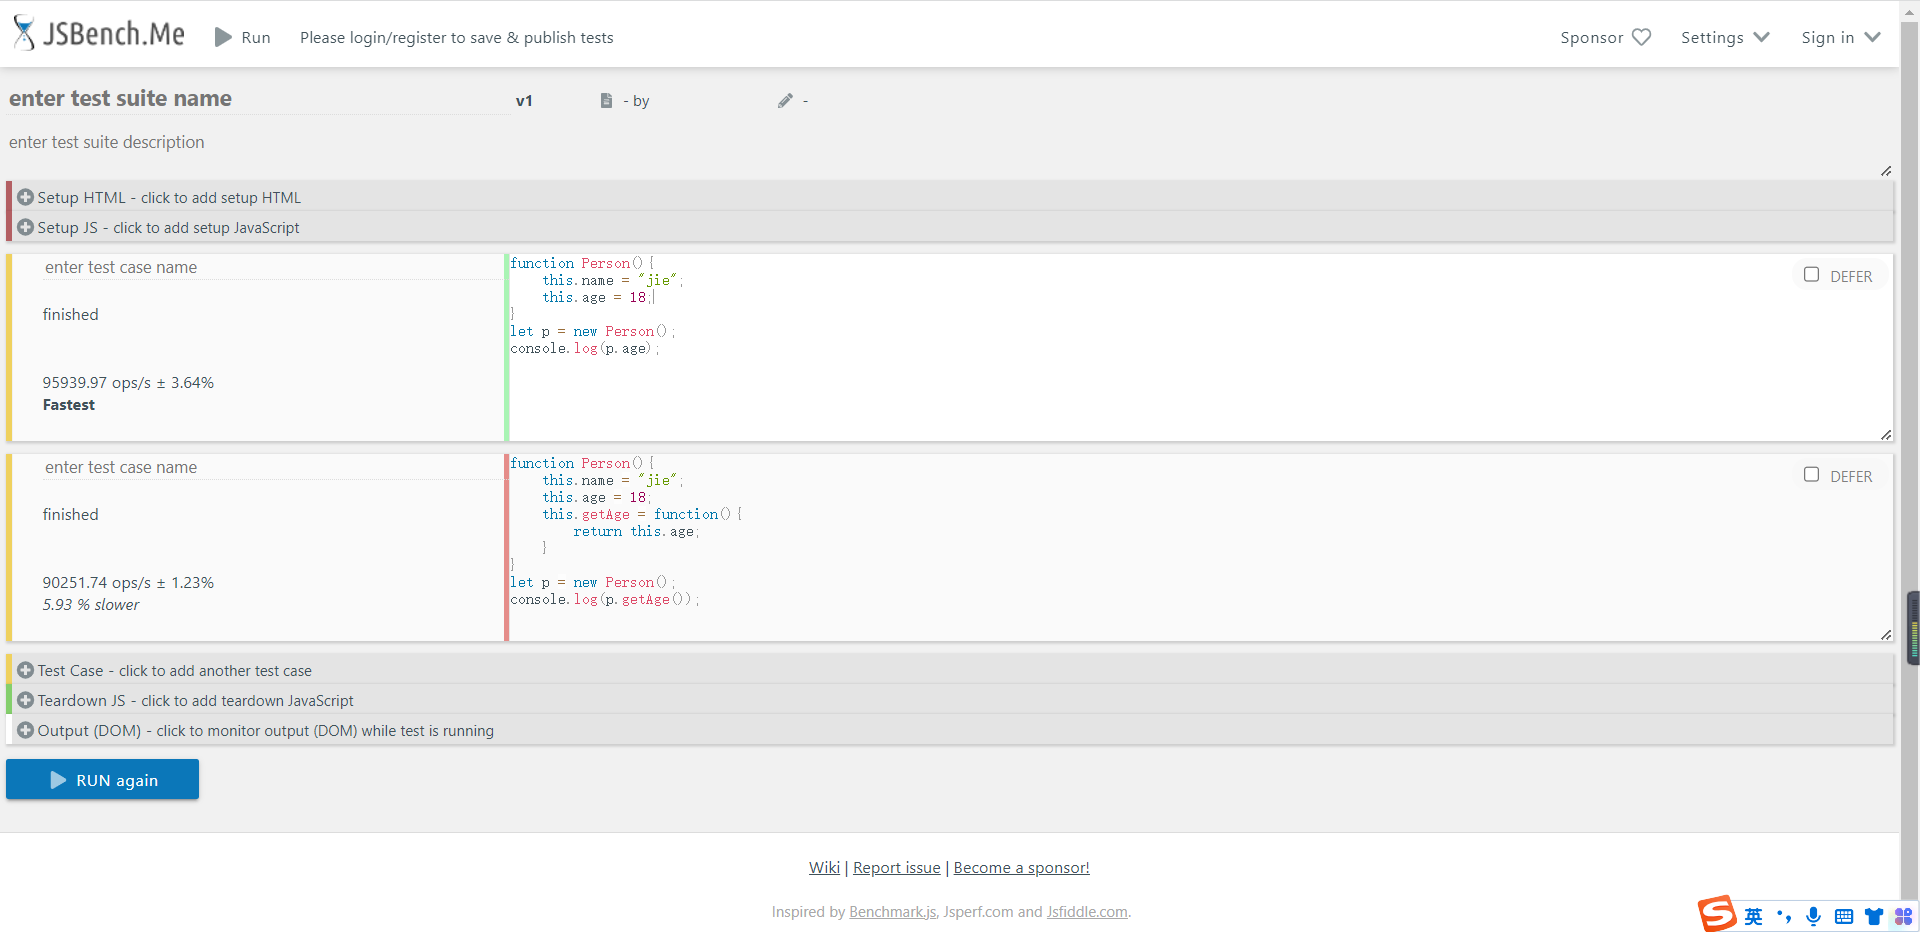 JSBench.Me
Run
Please login/register to save & publish tests
Sponsor
Settings
Sign in
enter test suite name
v1
- by
-
enter test suite description
Setup HTML - click to add setup HTML
Setup JS - click to add setup JavaScript
enter test case name
finished
95939.97 ops/s ± 3.64%
Fastest
function Person(){
    this.name = "jie";
    this.age = 18;
}
let p = new Person();
console.log(p.age);
DEFER
enter test case name
finished
90251.74 ops/s ± 1.23%
5.93 % slower
function Person(){
    this.name = "jie";
    this.age = 18;
    this.getAge = function(){
        return this.age;
    }
}
let p = new Person();
console.log(p.getAge());
DEFER
Test Case - click to add another test case
Teardown JS - click to add teardown JavaScript
Output (DOM) - click to monitor output (DOM) while test is running
RUN again
Wiki | Report issue | Become a sponsor!
Inspired by Benchmark.js, Jsperf.com and Jsfiddle.com.
英